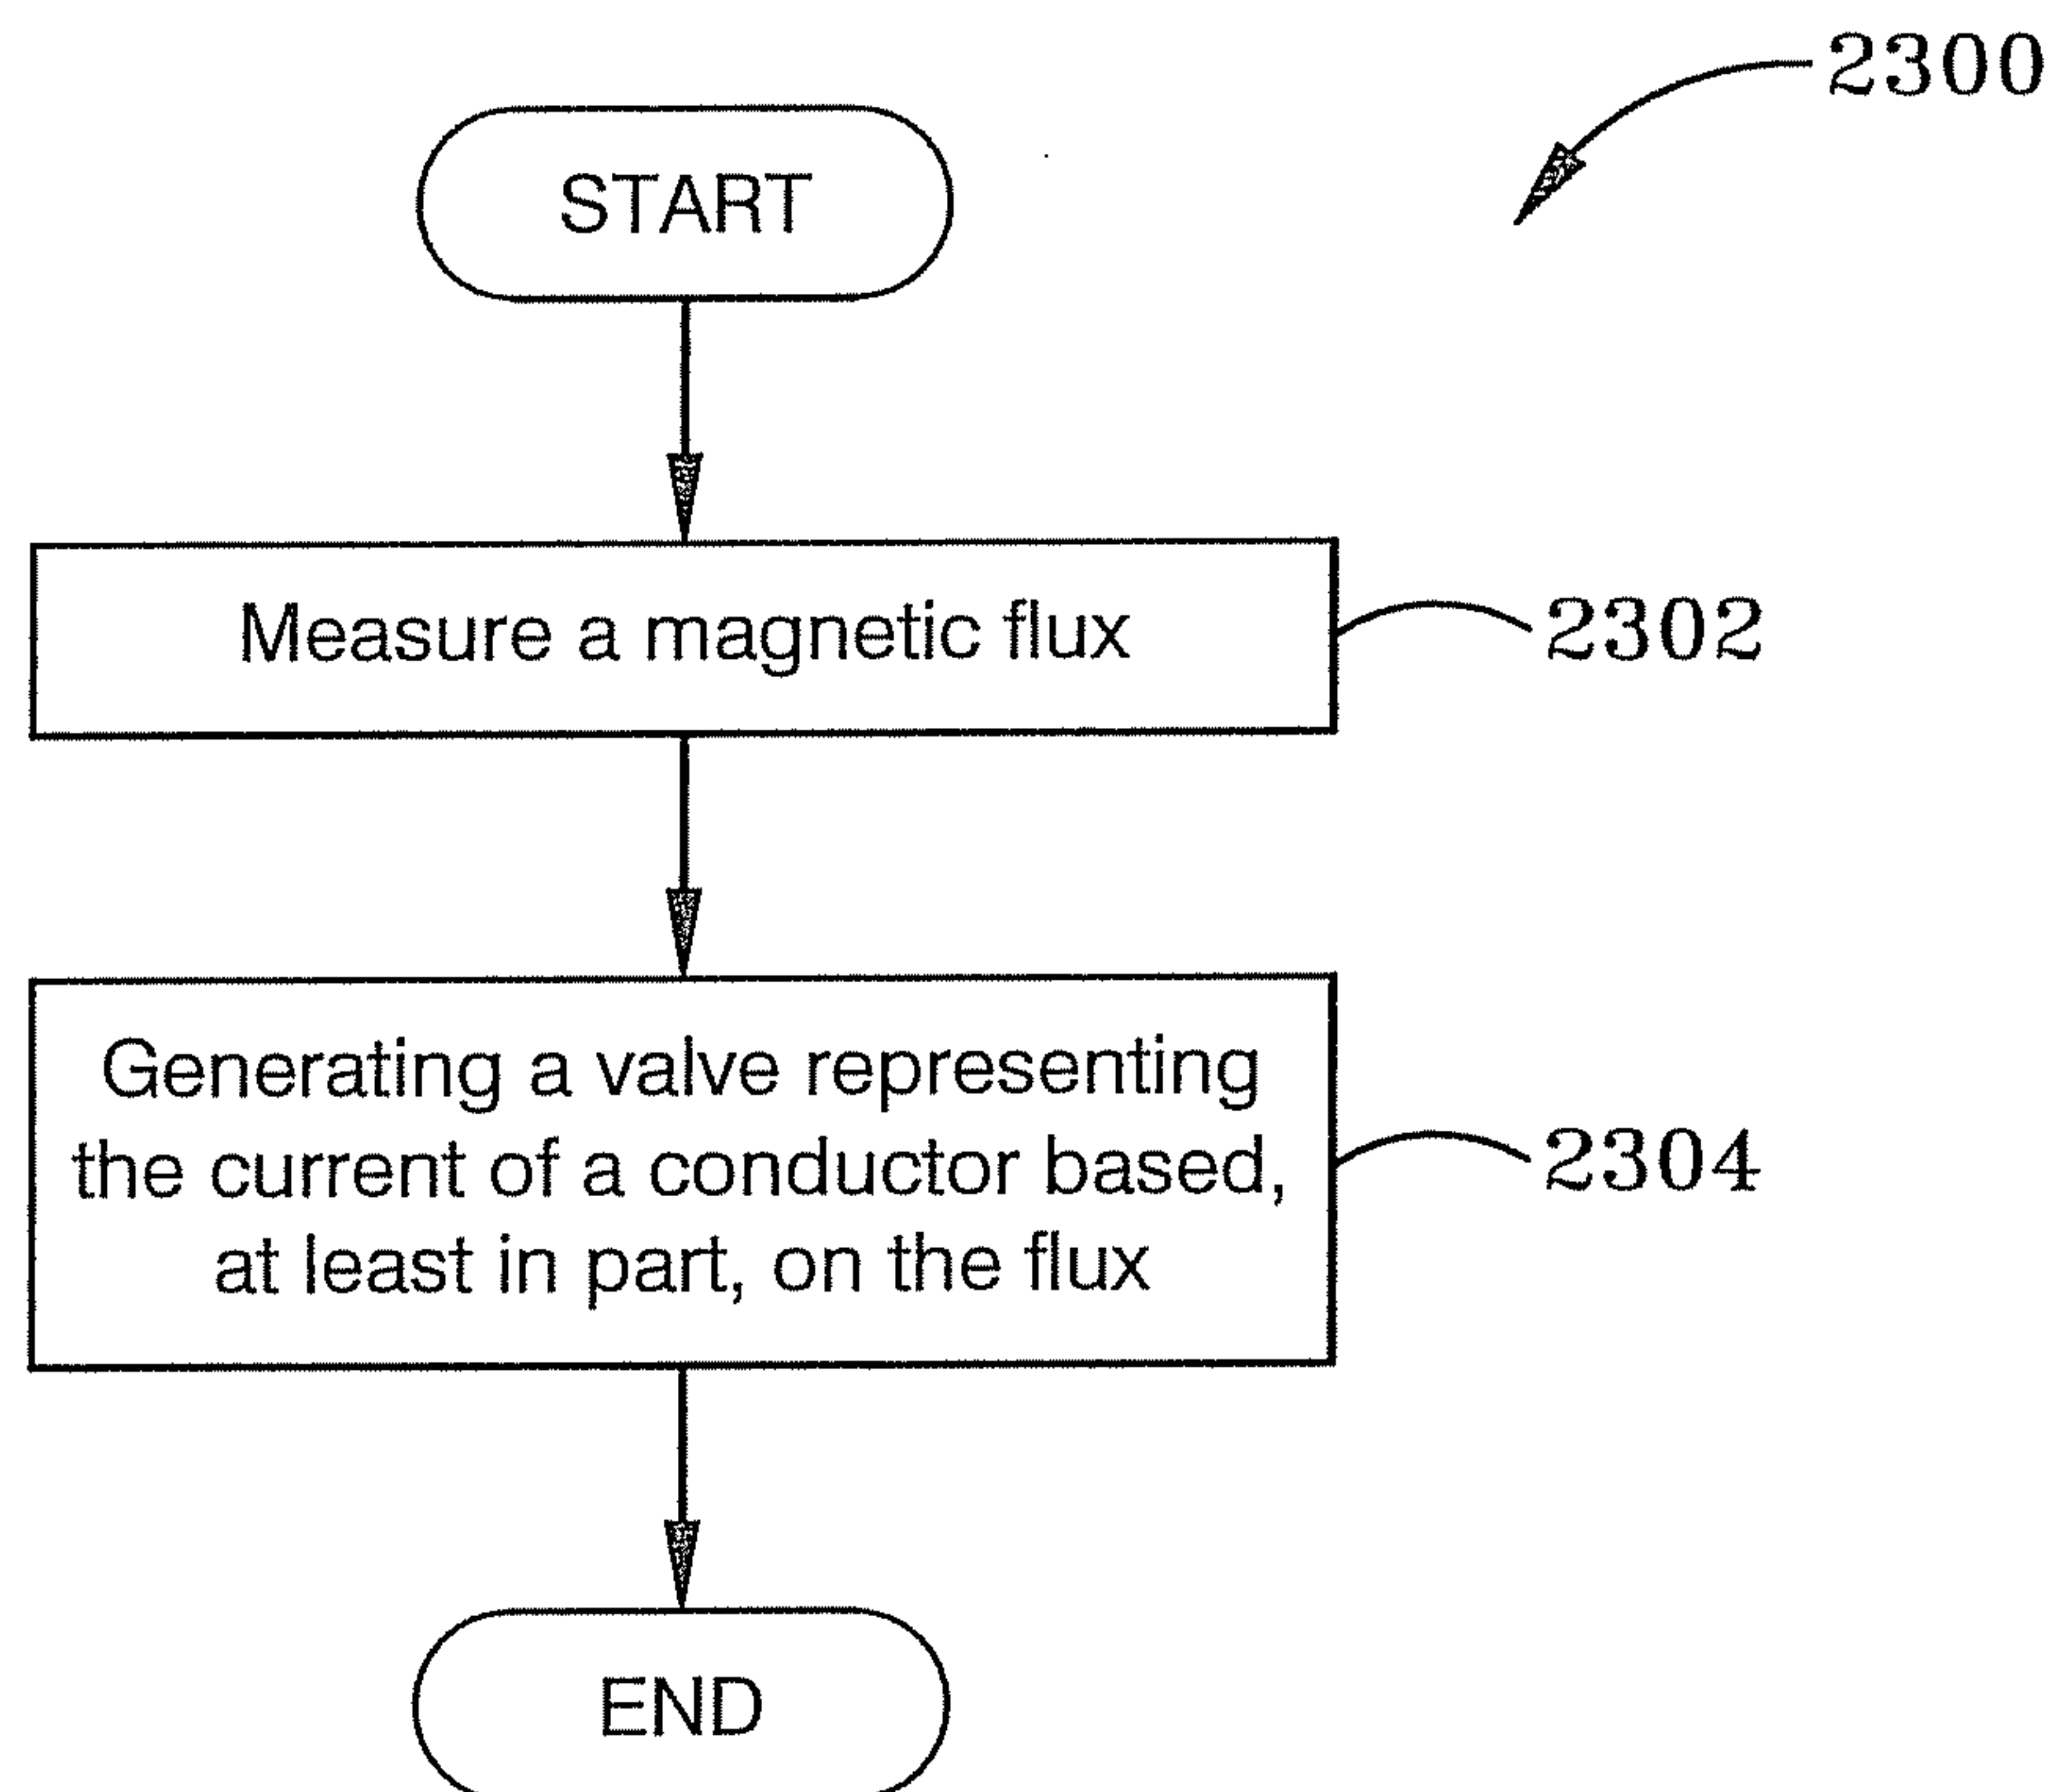 2300
START
Measure a magnetic flux
2302
Generating a valve representing
the current of a conductor based,
at least in part, on the flux
2304
END